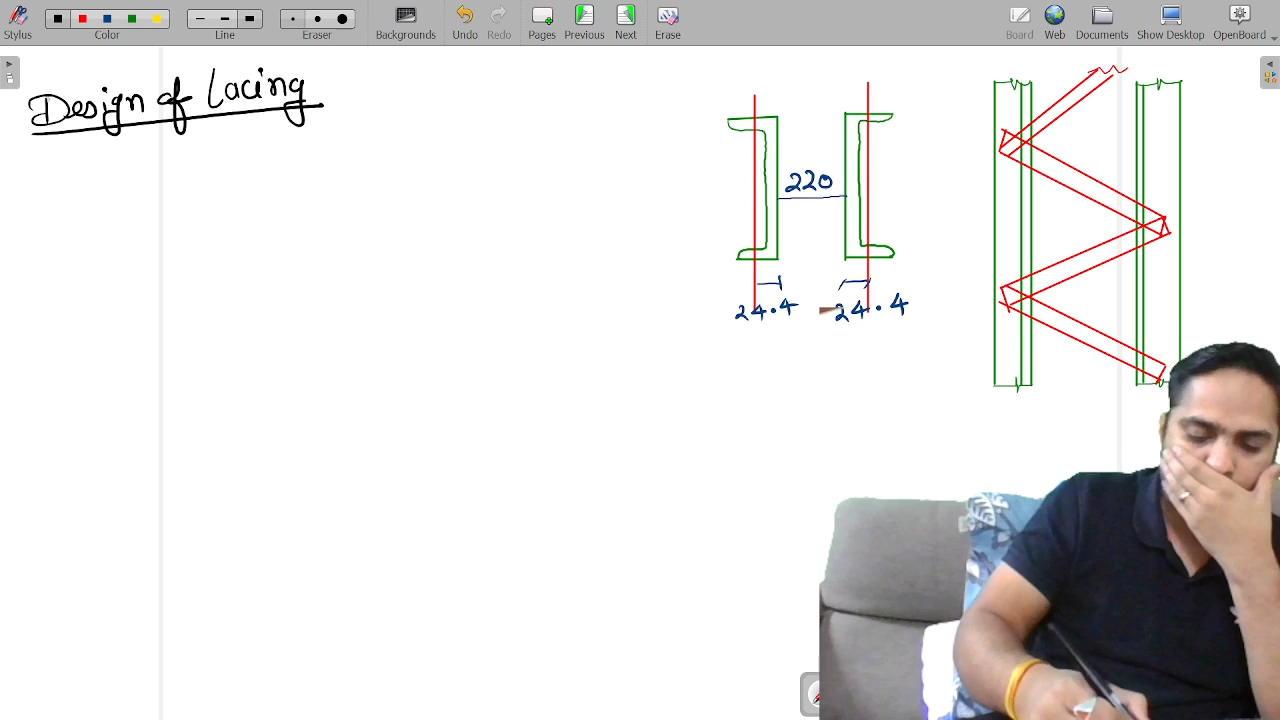 Stylus Color Line Eraser Backgrounds Undo Redo Pages Previous Next Erase Board Web Documents Show Desktop OpenBoard
Design of Lacing
220
24.4 24.4